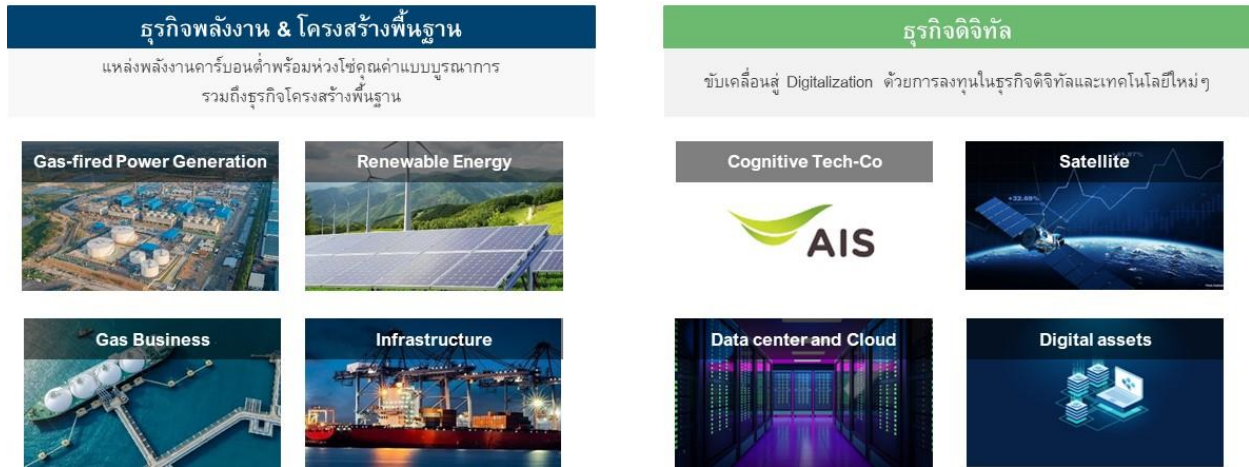 ธุรกิจพลังงาน & โครงสร้างพื้นฐาน
แหล่งพลังงานคาร์บอนต่ำพร้อมห่วงโซ่คุณค่าแบบบูรณาการ
รวมถึงธุรกิจโครงสร้างพื้นฐาน
Gas-fired Power Generation
Renewable Energy
Gas Business
Infrastructure
ธุรกิจดิจิทัล
ขับเคลื่อนสู่ Digitalization ด้วยการลงทุนในธุรกิจดิจิทัลและเทคโนโลยีใหม่ๆ
Cognitive Tech-Co
Satellite
AIS
Data center and Cloud
Digital assets